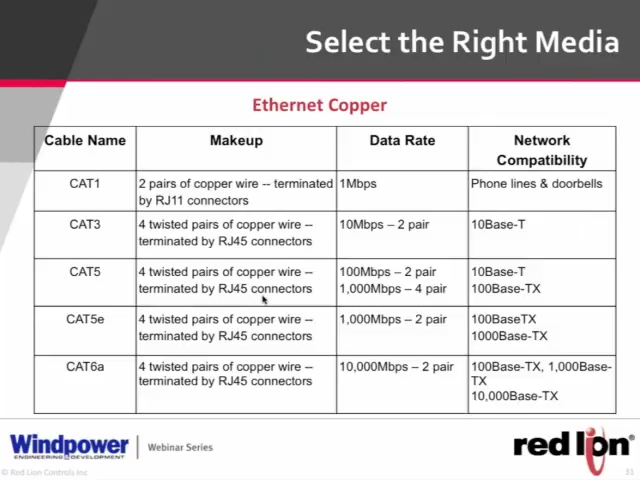 Select the Right Media
Ethernet Copper
Cable Name Makeup Data Rate Network
Compatibility
CAT1 2 pairs of copper wire -- terminated 1Mbps Phone lines & doorbells
by RJ11 connectors
CAT3 4 twisted pairs of copper wire -- 10Mbps – 2 pair 10Base-T
terminated by RJ45 connectors
CAT5 4 twisted pairs of copper wire -- 100Mbps – 2 pair 10Base-T
terminated by RJ45 connectors 1,000Mbps – 4 pair 100Base-TX
CAT5e 4 twisted pairs of copper wire -- 1,000Mbps – 2 pair 100BaseTX
terminated by RJ45 connectors 1000Base-TX
CAT6a 4 twisted pairs of copper wire -- 10,000Mbps – 2 pair 100Base-TX, 1,000Base-
terminated by RJ45 connectors TX
10,000Base-TX
Windpower Webinar Series red lion®
ENGINEERING & DEVELOPMENT
© Red Lion Controls Inc. 31